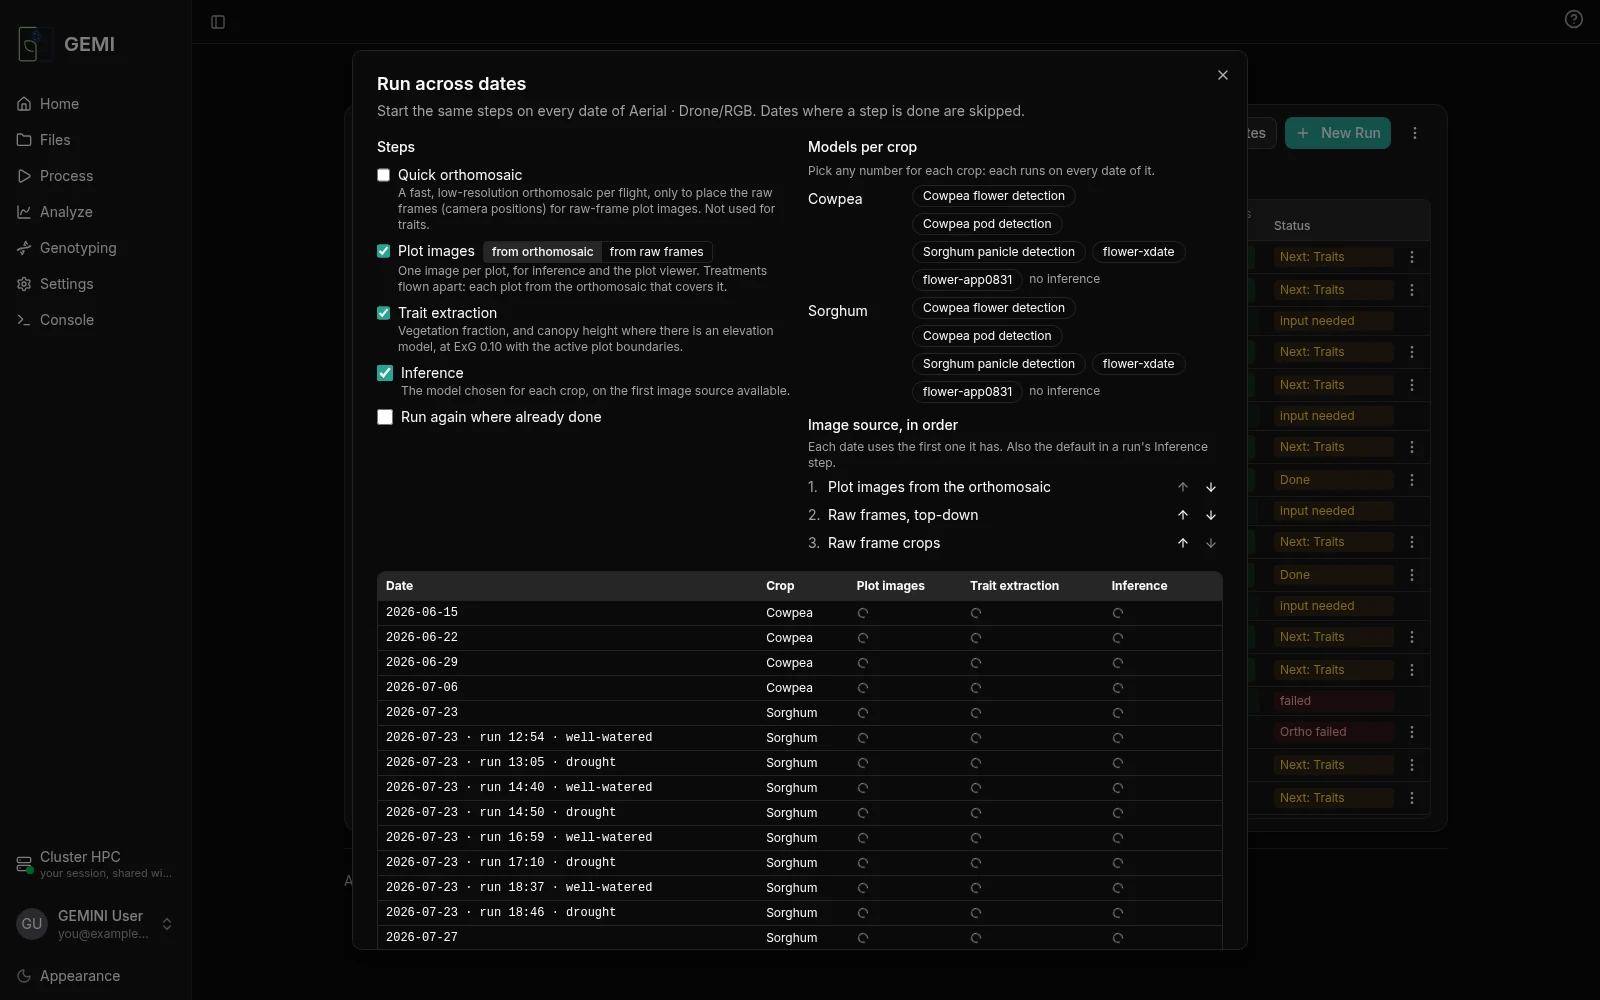 GEMI
Home
Files
Process
Analyze
Genotyping
Settings
Console
Cluster HPC
your session, shared wi...
GU
GEMINI User
you@example...
Appearance
Run across dates
Start the same steps on every date of Aerial · Drone/RGB. Dates where a step is done are skipped.
Steps
Quick orthomosaic
A fast, low-resolution orthomosaic per flight, only to place the raw
frames (camera positions) for raw-frame plot images. Not used for
traits.
Plot images from orthomosaic from raw frames
One image per plot, for inference and the plot viewer. Treatments
flown apart: each plot from the orthomosaic that covers it.
Trait extraction
Vegetation fraction, and canopy height where there is an elevation
model, at ExG 0.10 with the active plot boundaries.
Inference
The model chosen for each crop, on the first image source available.
Run again where already done
Models per crop
Pick any number for each crop: each runs on every date of it.
Cowpea
Cowpea flower detection
Cowpea pod detection
Sorghum panicle detection flower-xdate
flower-app0831 no inference
Sorghum
Cowpea flower detection
Cowpea pod detection
Sorghum panicle detection flower-xdate
flower-app0831 no inference
Image source, in order
Each date uses the first one it has. Also the default in a run's Inference
step.
1. Plot images from the orthomosaic
2. Raw frames, top-down
3. Raw frame crops
Date Crop Plot images Trait extraction Inference
2026-06-15 Cowpea
2026-06-22 Cowpea
2026-06-29 Cowpea
2026-07-06 Cowpea
2026-07-23 Sorghum
2026-07-23 · run 12:54 · well-watered Sorghum
2026-07-23 · run 13:05 · drought Sorghum
2026-07-23 · run 14:40 · well-watered Sorghum
2026-07-23 · run 14:50 · drought Sorghum
2026-07-23 · run 16:59 · well-watered Sorghum
2026-07-23 · run 17:10 · drought Sorghum
2026-07-23 · run 18:37 · well-watered Sorghum
2026-07-23 · run 18:46 · drought Sorghum
2026-07-27 Sorghum
tes
+ New Run
s
Status
Next: Traits
Next: Traits
input needed
Next: Traits
Next: Traits
input needed
Next: Traits
Done
input needed
Next: Traits
Done
input needed
Next: Traits
Next: Traits
failed
Ortho failed
Next: Traits
Next: Traits
A